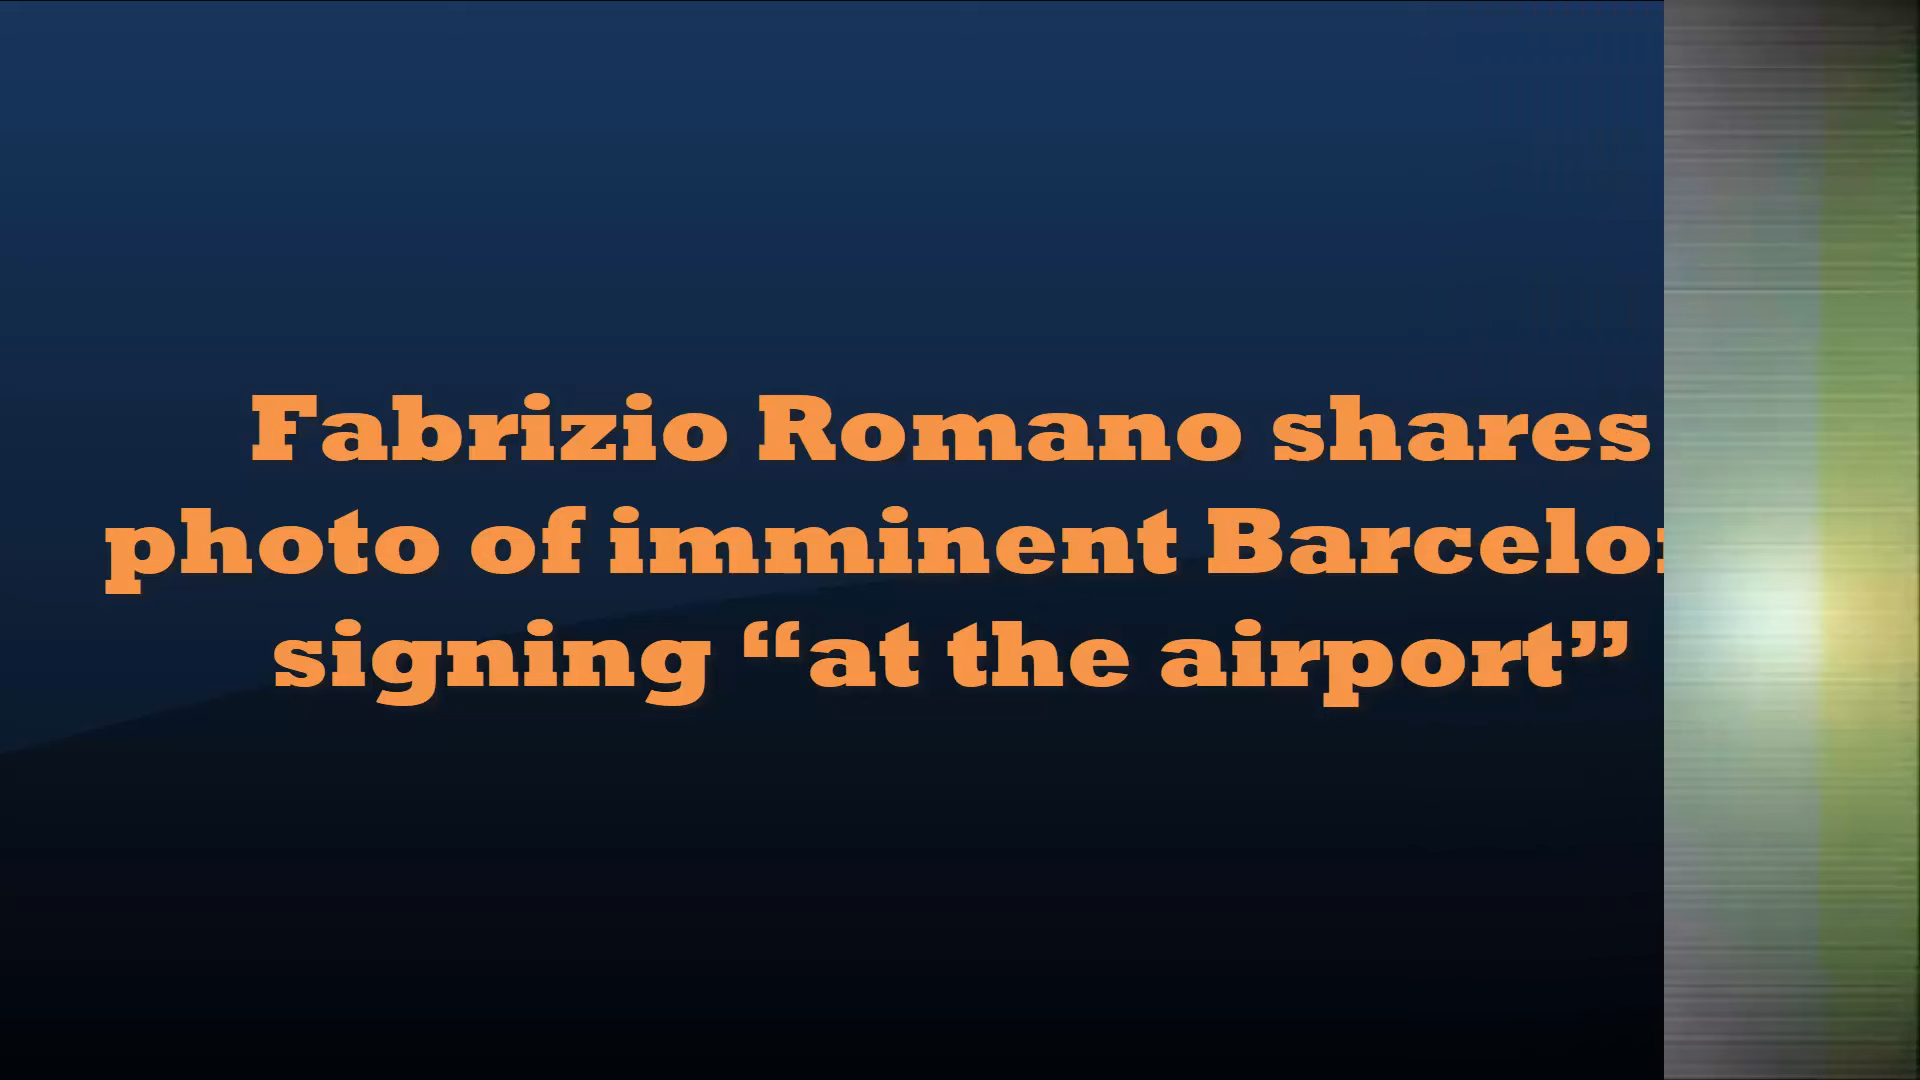 Fabrizio Romano shares
photo of imminent
signing “at the airport”